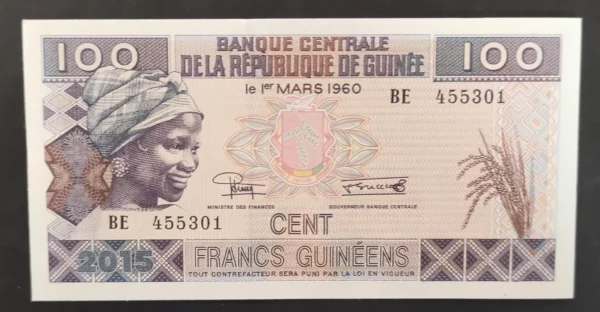 100
BANQUE CENTRALE
DE LA RÉPUBLIQUE DE GUINÉE
le 1er MARS 1960
100
BE 455301
MINISTRE DES FINANCES
GOUVERNEUR BANQUE CENTRALE
BE 455301
CENT
FRANCS GUINÉENS
2015
TOUT CONTREFACTEUR SERA PUNI PAR LA LOI EN VIGUEUR